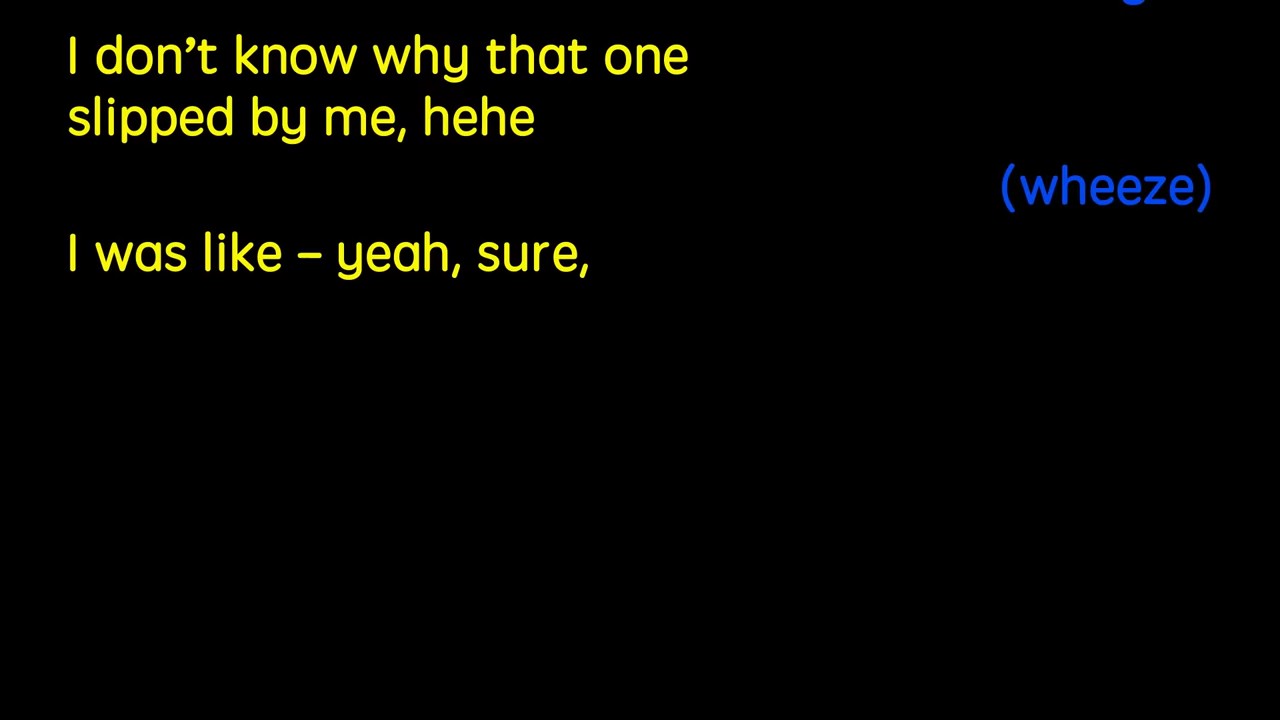 I don’t know why that one
slipped by me, hehe
(wheeze)
I was like – yeah, sure,